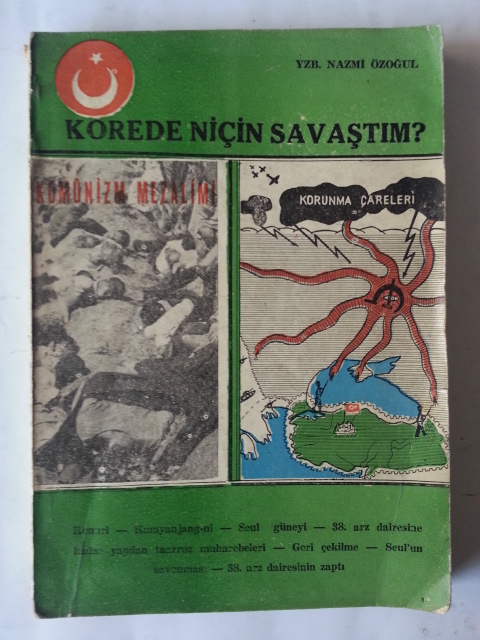 YZB. NAZMİ ÖZOĞUL
KOREDE NİÇİN SAVAŞTIM?
KOMÜNİZM MEZALİMİ
KORUNMA ÇARELERİ
Kunuri — Kumyanjang-ni — Seul güneyi — 38. arz dairesine
kadar yapılan taarruz muharebeleri — Geri çekilme — Seul'un
savunması — 38. arz dairesinin zaptı